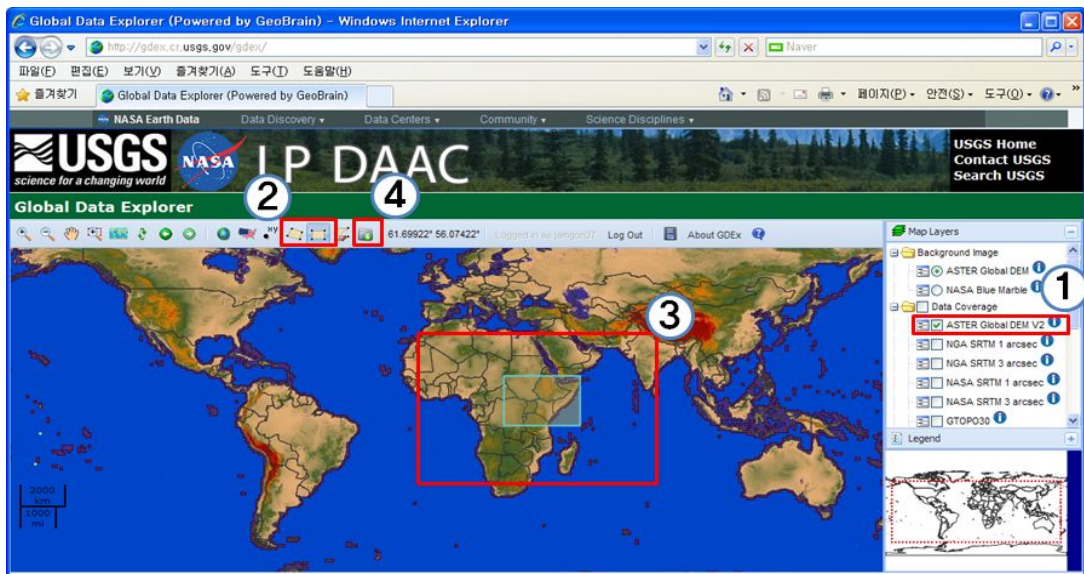 Global Data Explorer (Powered by GeoBrain) - Windows Internet Explorer
http://gdex.cr.usgs.gov/gdex/
Naver
파일(F) 편집(E) 보기(V) 즐겨찾기(A) 도구(T) 도움말(H)
즐겨찾기 Global Data Explorer (Powered by GeoBrain) 페이지(P) 안전(S) 도구(O) »
NASA Earth Data Data Discovery Data Centers Community Science Disciplines
USGS
science for a changing world
NASA
LP DAAC
USGS Home
Contact USGS
Search USGS
② ④
Global Data Explorer
xy 61.69922° 56.07422° Log Out About GDEx
Map Layers
Background Image
ASTER Global DEM
NASA Blue Marble
①
Data Coverage
ASTER Global DEM V2
NGA SRTM 1 arcsec
NGA SRTM 3 arcsec
NASA SRTM 1 arcsec
NASA SRTM 3 arcsec
GTOPO30
Legend
③
2000
km
1000
mi